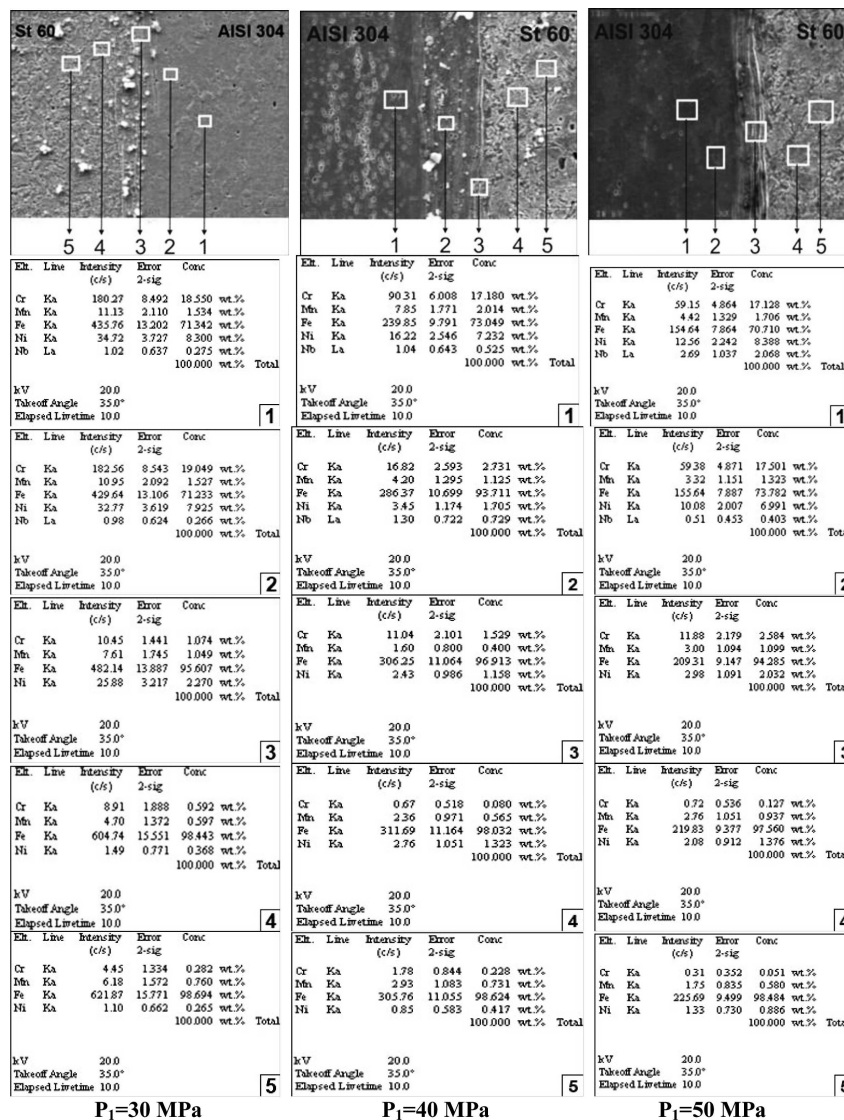 St 60 AISI 304
5 4 3 2 1
Elt. Line Intensity Error Conc
(c/s) 2-sig
Cr Ka 180.27 8.492 18.550 wt.%
Mn Ka 11.13 2.110 1.534 wt.%
Fe Ka 435.76 13.202 71.342 wt.%
Ni Ka 34.72 3.727 8.300 wt.%
Nb La 1.02 0.637 0.275 wt.%
100.000 wt.% Total
kV 20.0
Takeoff Angle 35.0°
Elapsed Livetime 10.0
1
Elt. Line Intensity Error Conc
(c/s) 2-sig
Cr Ka 182.56 8.543 19.049 wt.%
Mn Ka 10.95 2.092 1.527 wt.%
Fe Ka 429.64 13.106 71.233 wt.%
Ni Ka 32.77 3.619 7.925 wt.%
Nb La 0.98 0.624 0.266 wt.%
100.000 wt.% Total
kV 20.0
Takeoff Angle 35.0°
Elapsed Livetime 10.0
2
Elt. Line Intensity Error Conc
(c/s) 2-sig
Cr Ka 10.45 1.441 1.074 wt.%
Mn Ka 7.61 1.745 1.049 wt.%
Fe Ka 482.14 13.887 95.607 wt.%
Ni Ka 25.88 3.217 2.270 wt.%
100.000 wt.% Total
kV 20.0
Takeoff Angle 35.0°
Elapsed Livetime 10.0
3
Elt. Line Intensity Error Conc
(c/s) 2-sig
Cr Ka 8.91 1.888 0.592 wt.%
Mn Ka 4.70 1.372 0.597 wt.%
Fe Ka 604.74 15.551 98.443 wt.%
Ni Ka 1.49 0.771 0.368 wt.%
100.000 wt.% Total
kV 20.0
Takeoff Angle 35.0°
Elapsed Livetime 10.0
4
Elt. Line Intensity Error Conc
(c/s) 2-sig
Cr Ka 4.45 1.334 0.282 wt.%
Mn Ka 6.18 1.572 0.760 wt.%
Fe Ka 621.87 15.771 98.694 wt.%
Ni Ka 1.10 0.662 0.265 wt.%
100.000 wt.% Total
kV 20.0
Takeoff Angle 35.0°
Elapsed Livetime 10.0
5
P1=30 MPa
AISI 304 St 60
1 2 3 4 5
Elt. Line Intensity Error Conc
(c/s) 2-sig
Cr Ka 90.31 6.008 17.180 wt.%
Mn Ka 7.85 1.771 2.014 wt.%
Fe Ka 239.85 9.791 73.049 wt.%
Ni Ka 16.22 2.546 7.232 wt.%
Nb La 1.04 0.643 0.525 wt.%
100.000 wt.% Total
kV 20.0
Takeoff Angle 35.0°
Elapsed Livetime 10.0
1
Elt. Line Intensity Error Conc
(c/s) 2-sig
Cr Ka 16.82 2.593 2.731 wt.%
Mn Ka 4.20 1.295 1.125 wt.%
Fe Ka 286.37 10.699 93.711 wt.%
Ni Ka 3.45 1.174 1.705 wt.%
Nb La 1.30 0.722 0.729 wt.%
100.000 wt.% Total
kV 20.0
Takeoff Angle 35.0°
Elapsed Livetime 10.0
2
Elt. Line Intensity Error Conc
(c/s) 2-sig
Cr Ka 11.04 2.101 1.529 wt.%
Mn Ka 1.60 0.800 0.400 wt.%
Fe Ka 306.25 11.064 96.913 wt.%
Ni Ka 2.43 0.986 1.158 wt.%
100.000 wt.% Total
kV 20.0
Takeoff Angle 35.0°
Elapsed Livetime 10.0
3
Elt. Line Intensity Error Conc
(c/s) 2-sig
Cr Ka 0.67 0.518 0.080 wt.%
Mn Ka 2.36 0.971 0.565 wt.%
Fe Ka 311.69 11.164 98.032 wt.%
Ni Ka 2.76 1.051 1.323 wt.%
100.000 wt.% Total
kV 20.0
Takeoff Angle 35.0°
Elapsed Livetime 10.0
4
Elt. Line Intensity Error Conc
(c/s) 2-sig
Cr Ka 1.78 0.844 0.228 wt.%
Mn Ka 2.93 1.083 0.731 wt.%
Fe Ka 305.76 11.055 98.624 wt.%
Ni Ka 0.85 0.583 0.417 wt.%
100.000 wt.% Total
kV 20.0
Takeoff Angle 35.0°
Elapsed Livetime 10.0
5
P1=40 MPa
AISI 304 St 60
1 2 3 4 5
Elt. Line Intensity Error Conc
(c/s) 2-sig
Cr Ka 59.15 4.864 17.128 wt.%
Mn Ka 4.42 1.329 1.706 wt.%
Fe Ka 154.64 7.864 70.710 wt.%
Ni Ka 12.56 2.242 8.388 wt.%
Nb La 2.69 1.037 2.068 wt.%
100.000 wt.% Total
kV 20.0
Takeoff Angle 35.0°
Elapsed Livetime 10.0
1
Elt. Line Intensity Error Conc
(c/s) 2-sig
Cr Ka 59.38 4.871 17.501 wt.%
Mn Ka 3.32 1.151 1.323 wt.%
Fe Ka 155.64 7.887 73.782 wt.%
Ni Ka 10.08 2.007 6.991 wt.%
Nb La 0.51 0.453 0.403 wt.%
100.000 wt.% Total
kV 20.0
Takeoff Angle 35.0°
Elapsed Livetime 10.0
2
Elt. Line Intensity Error Conc
(c/s) 2-sig
Cr Ka 11.88 2.179 2.584 wt.%
Mn Ka 3.00 1.094 1.099 wt.%
Fe Ka 209.31 9.147 94.285 wt.%
Ni Ka 2.98 1.091 2.032 wt.%
100.000 wt.% Total
kV 20.0
Takeoff Angle 35.0°
Elapsed Livetime 10.0
3
Elt. Line Intensity Error Conc
(c/s) 2-sig
Cr Ka 0.72 0.536 0.127 wt.%
Mn Ka 2.76 1.051 0.937 wt.%
Fe Ka 219.83 9.377 97.560 wt.%
Ni Ka 2.08 0.912 1.376 wt.%
100.000 wt.% Total
kV 20.0
Takeoff Angle 35.0°
Elapsed Livetime 10.0
4
Elt. Line Intensity Error Conc
(c/s) 2-sig
Cr Ka 0.31 0.352 0.051 wt.%
Mn Ka 1.75 0.835 0.580 wt.%
Fe Ka 225.69 9.499 98.484 wt.%
Ni Ka 1.33 0.730 0.886 wt.%
100.000 wt.% Total
kV 20.0
Takeoff Angle 35.0°
Elapsed Livetime 10.0
5
P1=50 MPa